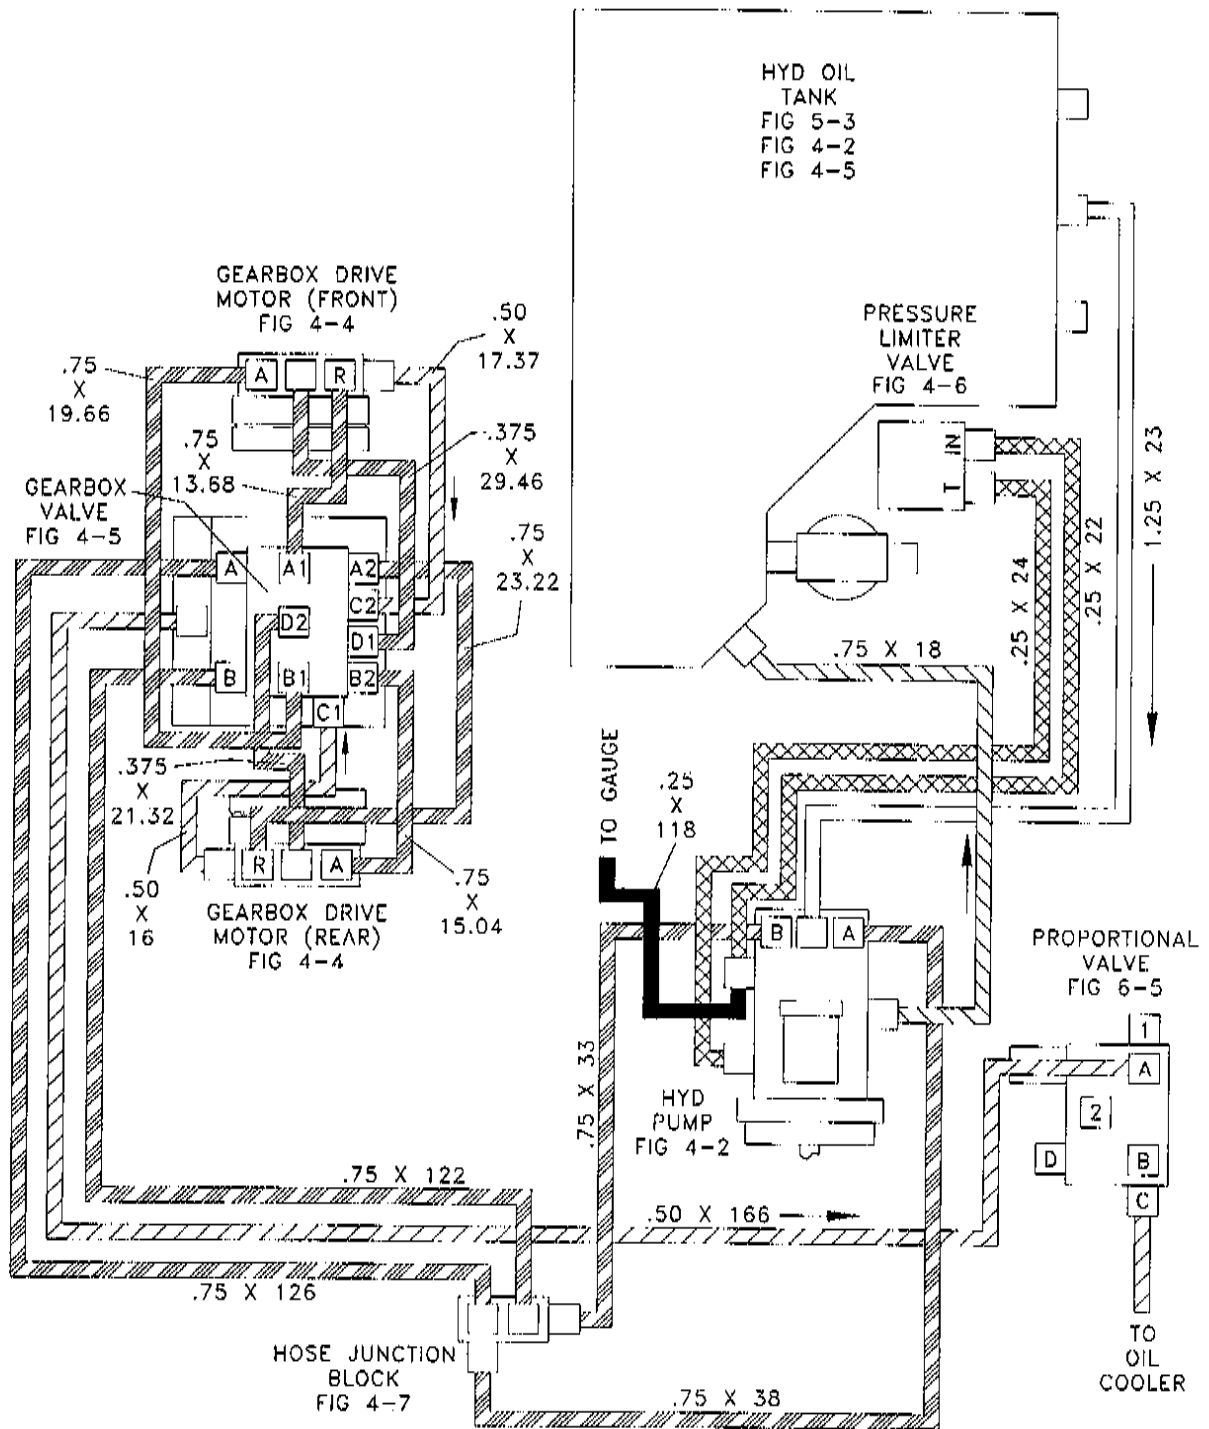 HYD OIL
TANK
FIG 5-3
FIG 4-2
FIG 4-5
GEARBOX DRIVE
MOTOR (FRONT)
FIG 4-4
.50
X
17.37
PRESSURE
LIMITER
VALVE
FIG 4-6
.75
X
19.66
A
R
.375
X
29.46
.75
X
13.68
IN
T
1.25 X 23
GEARBOX
VALVE
FIG 4-5
.75
X
23.22
.25 X 24
.25 X 22
A
A1
A2
C2
D2
D1
B
B1
B2
C1
.75 X 18
.375
X
21.32
TO GAUGE
.25
X
118
R
A
.50
X
16
.75
X
15.04
GEARBOX DRIVE
MOTOR (REAR)
FIG 4-4
B
A
PROPORTIONAL
VALVE
FIG 6-5
1
A
2
D
B
C
.75 X 33
HYD
PUMP
FIG 4-2
.75 X 122
.50 X 166
.75 X 126
HOSE JUNCTION
BLOCK
FIG 4-7
.75 X 38
TO
OIL
COOLER